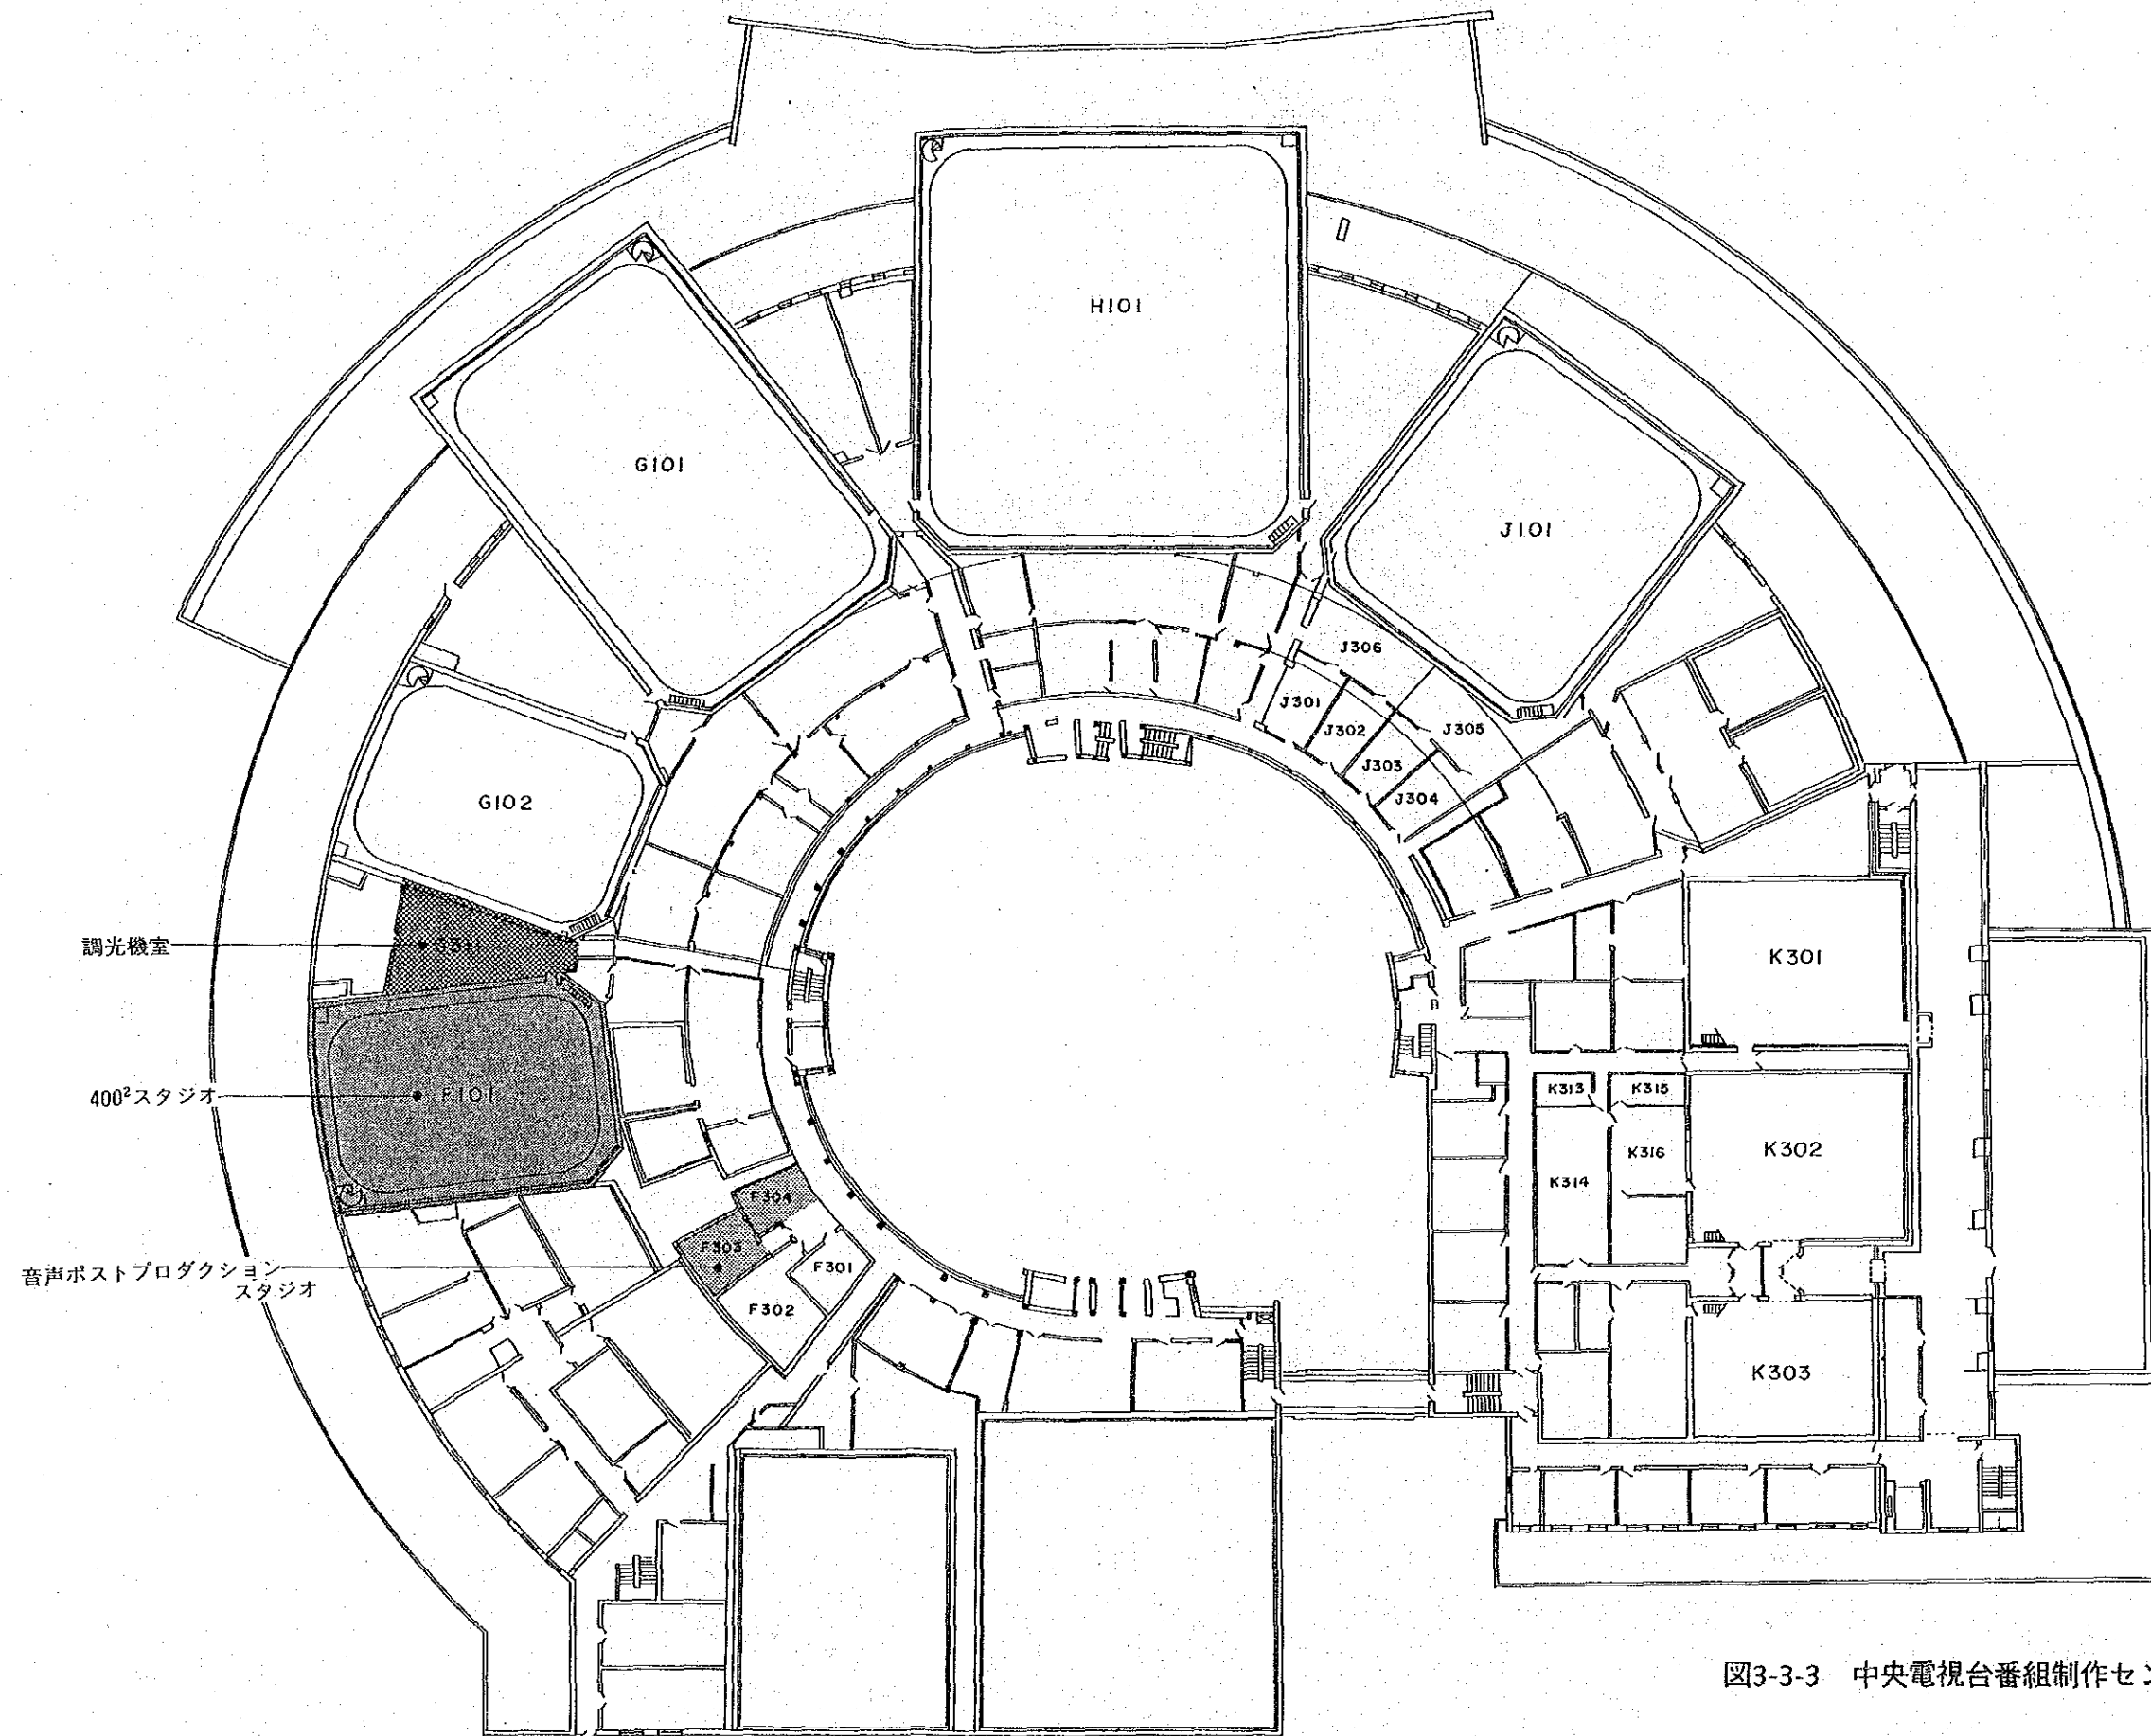 H101
G101
J101
J306
J301
J302
J305
J303
J304
G102
調光機室
K301
400²スタジオ
F101
K313
K315
K302
K316
K314
F304
F303
音声ポストプロダクション
スタジオ
F301
F302
K303
図3-3-3 中央電視台番組制作セ